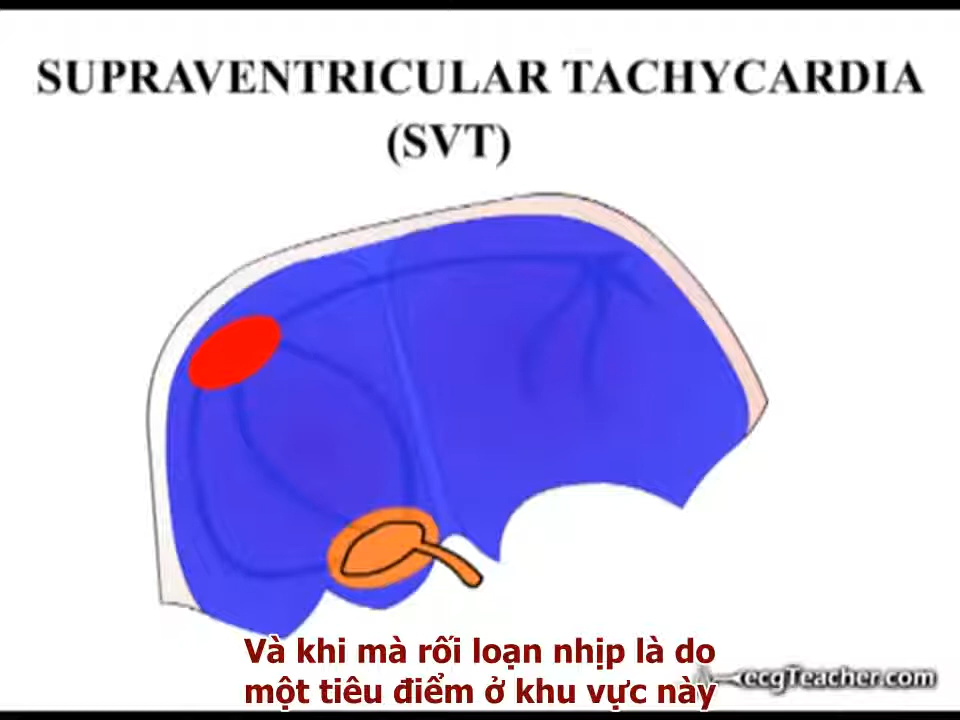 SUPRAVENTRICULAR TACHYCARDIA
(SVT)
Và khi mà rối loạn nhịp là do
một tiêu điểm ở khu vực này
ecgTeacher.com